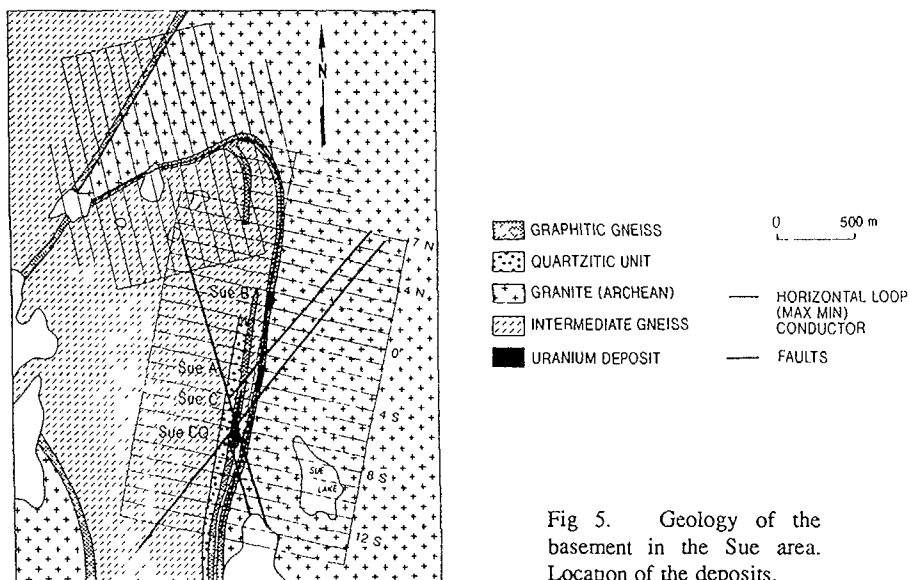 N
7 N
4 N
Sue B
0
Sue A
Sue C
4 S
Sue CQ
SUE
LAKE
8 S
12 S
GRAPHITIC GNEISS
QUARTZITIC UNIT
GRANITE (ARCHEAN)
INTERMEDIATE GNEISS
URANIUM DEPOSIT
0 500 m
HORIZONTAL LOOP
(MAX MIN)
CONDUCTOR
FAULTS
Fig 5. Geology of the
basement in the Sue area.
Location of the deposits.